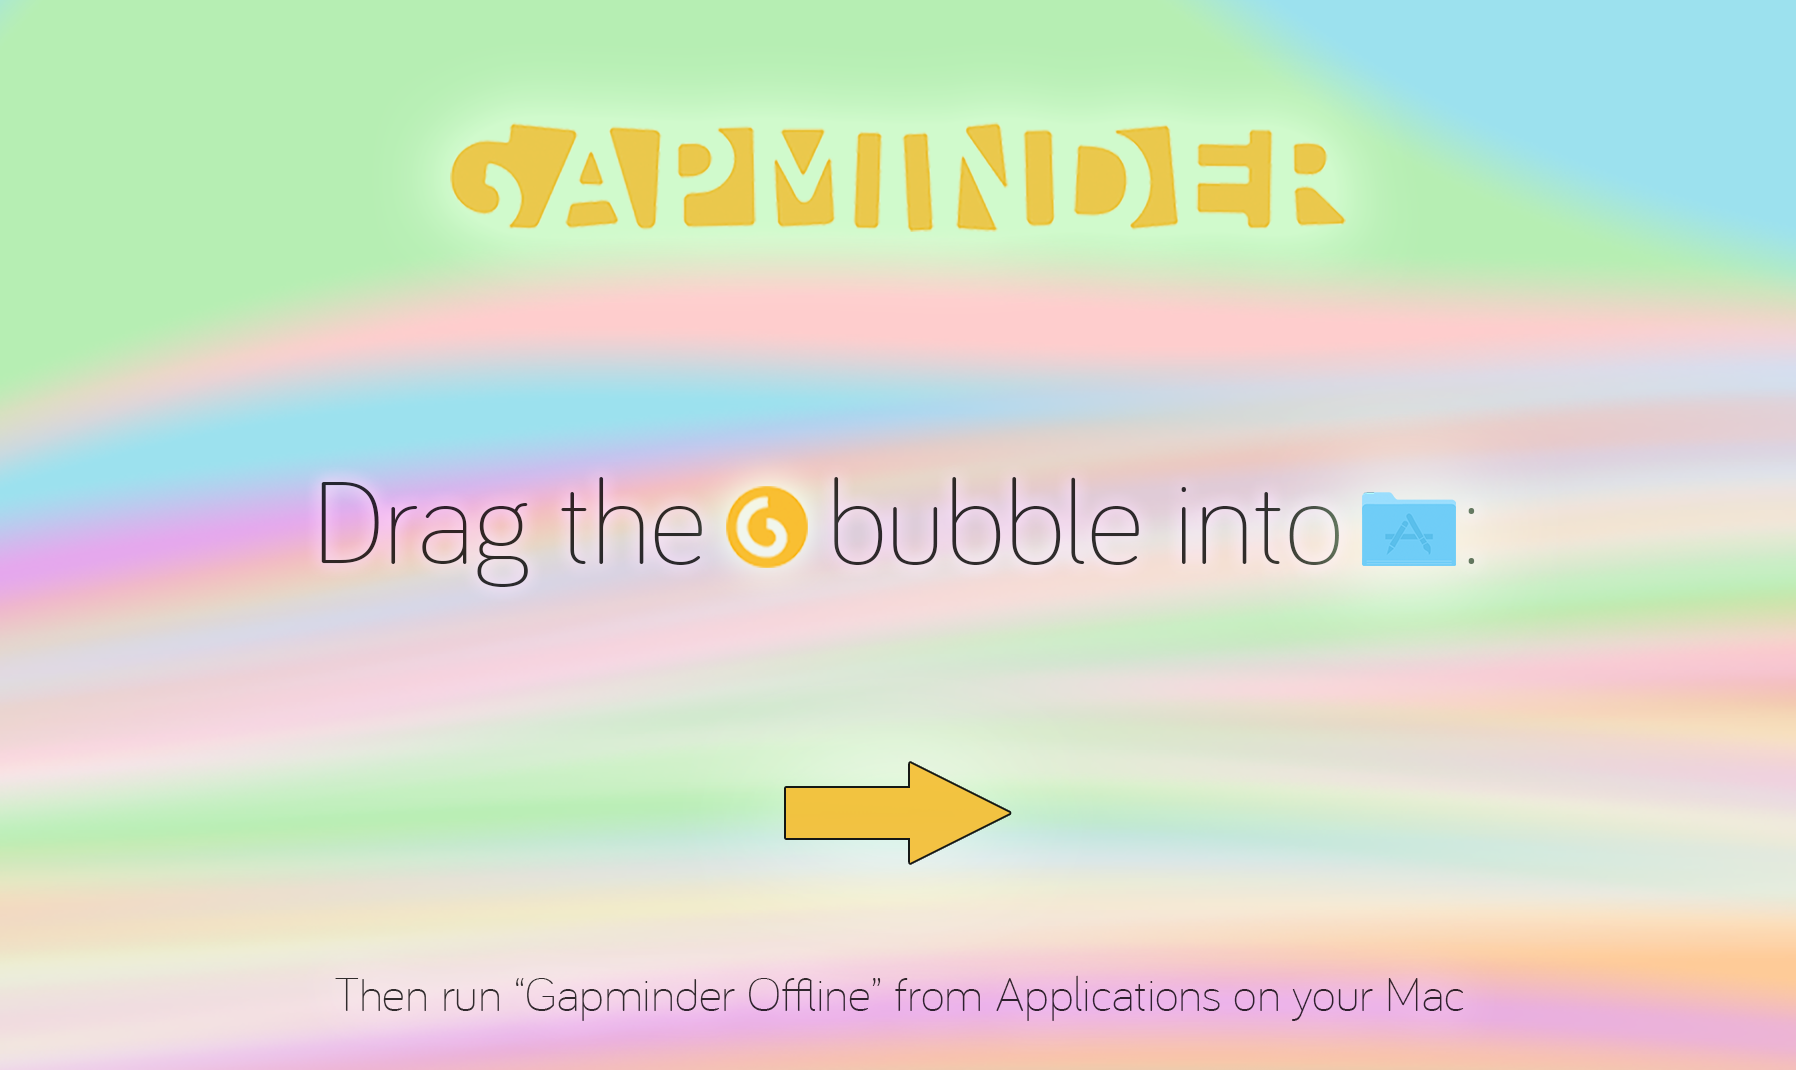 GAPMINDER
Drag the bubble into :
Then run “Gapminder Offline” from Applications on your Mac